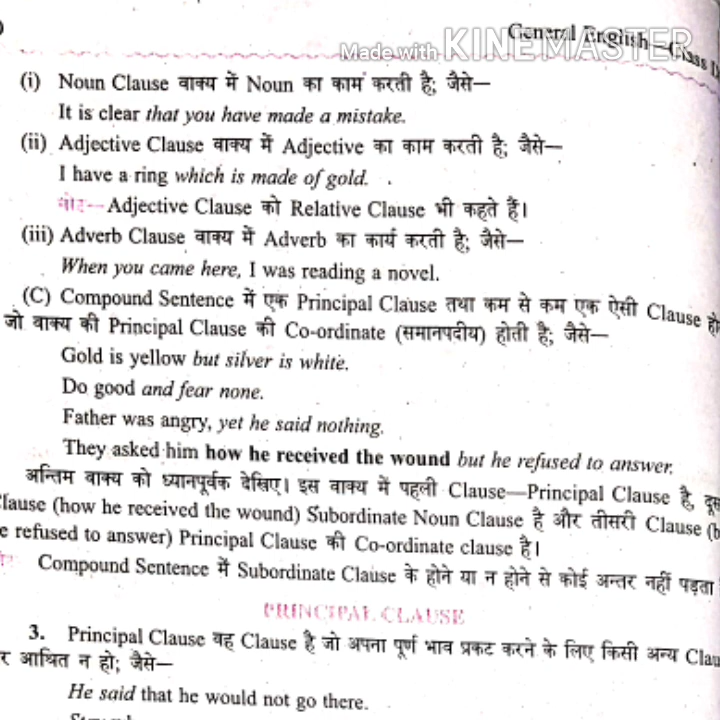 General English—Class
Made with KINEMASTER
(i) Noun Clause वाक्य में Noun का काम करती है; जैसे—
It is clear that you have made a mistake.
(ii) Adjective Clause वाक्य में Adjective का काम करती है; जैसे—
I have a ring which is made of gold.
नोट—Adjective Clause को Relative Clause भी कहते हैं।
(iii) Adverb Clause वाक्य में Adverb का कार्य करती है; जैसे—
When you came here, I was reading a novel.
(C) Compound Sentence में एक Principal Clause तथा कम से कम एक ऐसी Clause हो
जो वाक्य की Principal Clause की Co-ordinate (समानपदीय) होती है; जैसे—
Gold is yellow but silver is white.
Do good and fear none.
Father was angry, yet he said nothing.
They asked him how he received the wound but he refused to answer.
अन्तिम वाक्य को ध्यानपूर्वक देखिए। इस वाक्य में पहली Clause—Principal Clause है, दूस
lause (how he received the wound) Subordinate Noun Clause है और तीसरी Clause (b
e refused to answer) Principal Clause की Co-ordinate clause है।
Compound Sentence में Subordinate Clause के होने या न होने से कोई अन्तर नहीं पड़ता
PRINCIPAL CLAUSE
3. Principal Clause वह Clause है जो अपना पूर्ण भाव प्रकट करने के लिए किसी अन्य Clau
र आश्रित न हो; जैसे—
He said that he would not go there.